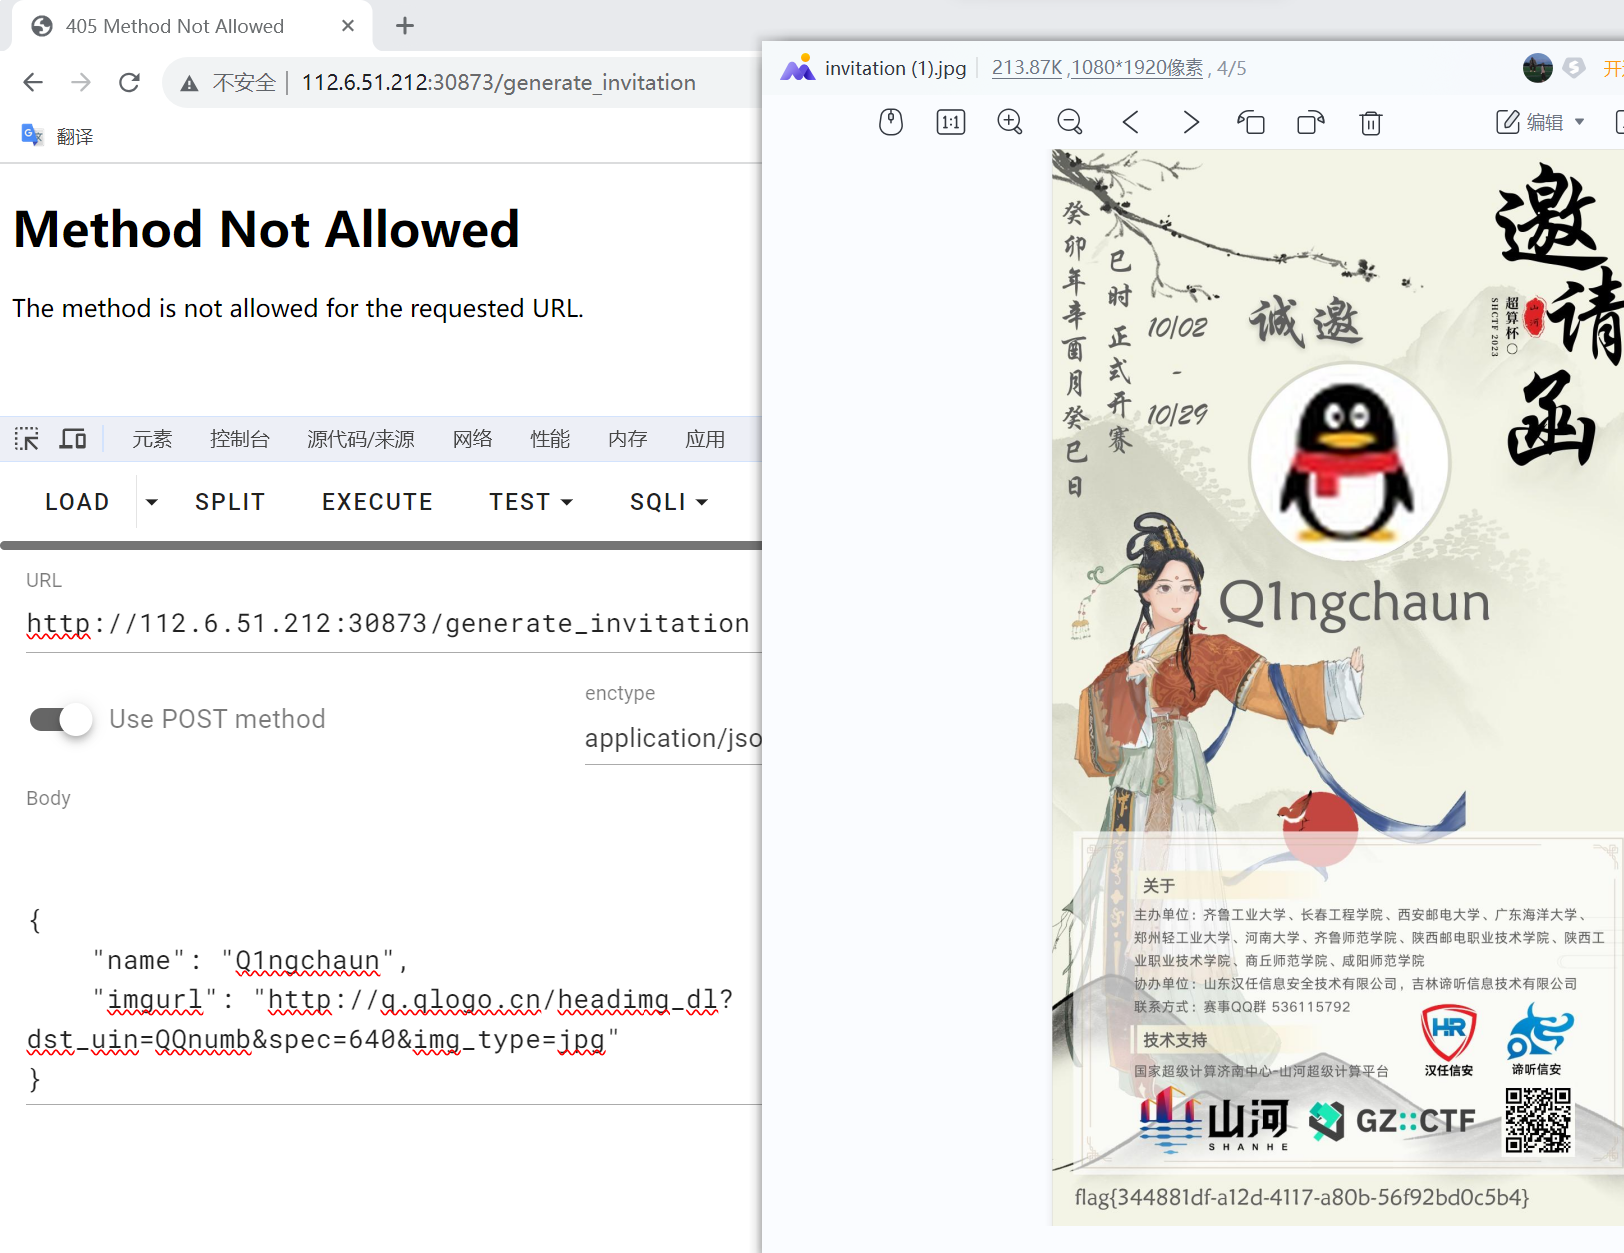 405 Method Not Allowed
不安全 | 112.6.51.212:30873/generate_invitation
翻译
Method Not Allowed
The method is not allowed for the requested URL.
元素 控制台 源代码/来源 网络 性能 内存 应用
LOAD SPLIT EXECUTE TEST SQLI
URL
http://112.6.51.212:30873/generate_invitation
Use POST method
enctype
application/jso
Body
{
"name": "Q1ngchaun",
"imgurl": "http://q.qlogo.cn/headimg_dl?
dst_uin=QQnumb&spec=640&img_type=jpg"
}
invitation (1).jpg 213.87K ,1080*1920像素 , 4/5
1:1
编辑
邀请函
超算杯
SHCTF 2023
山河
癸卯年辛酉月癸巳日
巳时正式开赛
10/02
-
10/29
诚邀
Q1ngchaun
关于
主办单位：齐鲁工业大学、长春工程学院、西安邮电大学、广东海洋大学、
郑州轻工业大学、河南大学、齐鲁师范学院、陕西邮电职业技术学院、陕西工
业职业技术学院、商丘师范学院、咸阳师范学院
协办单位：山东汉任信息安全技术有限公司，吉林谛听信息技术有限公司
联系方式：赛事QQ群 536115792
技术支持
国家超级计算济南中心-山河超级计算平台
HR
汉任信安
谛听信安
山河
SHANHE
GZ::CTF
flag{344881df-a12d-4117-a80b-56f92bd0c5b4}